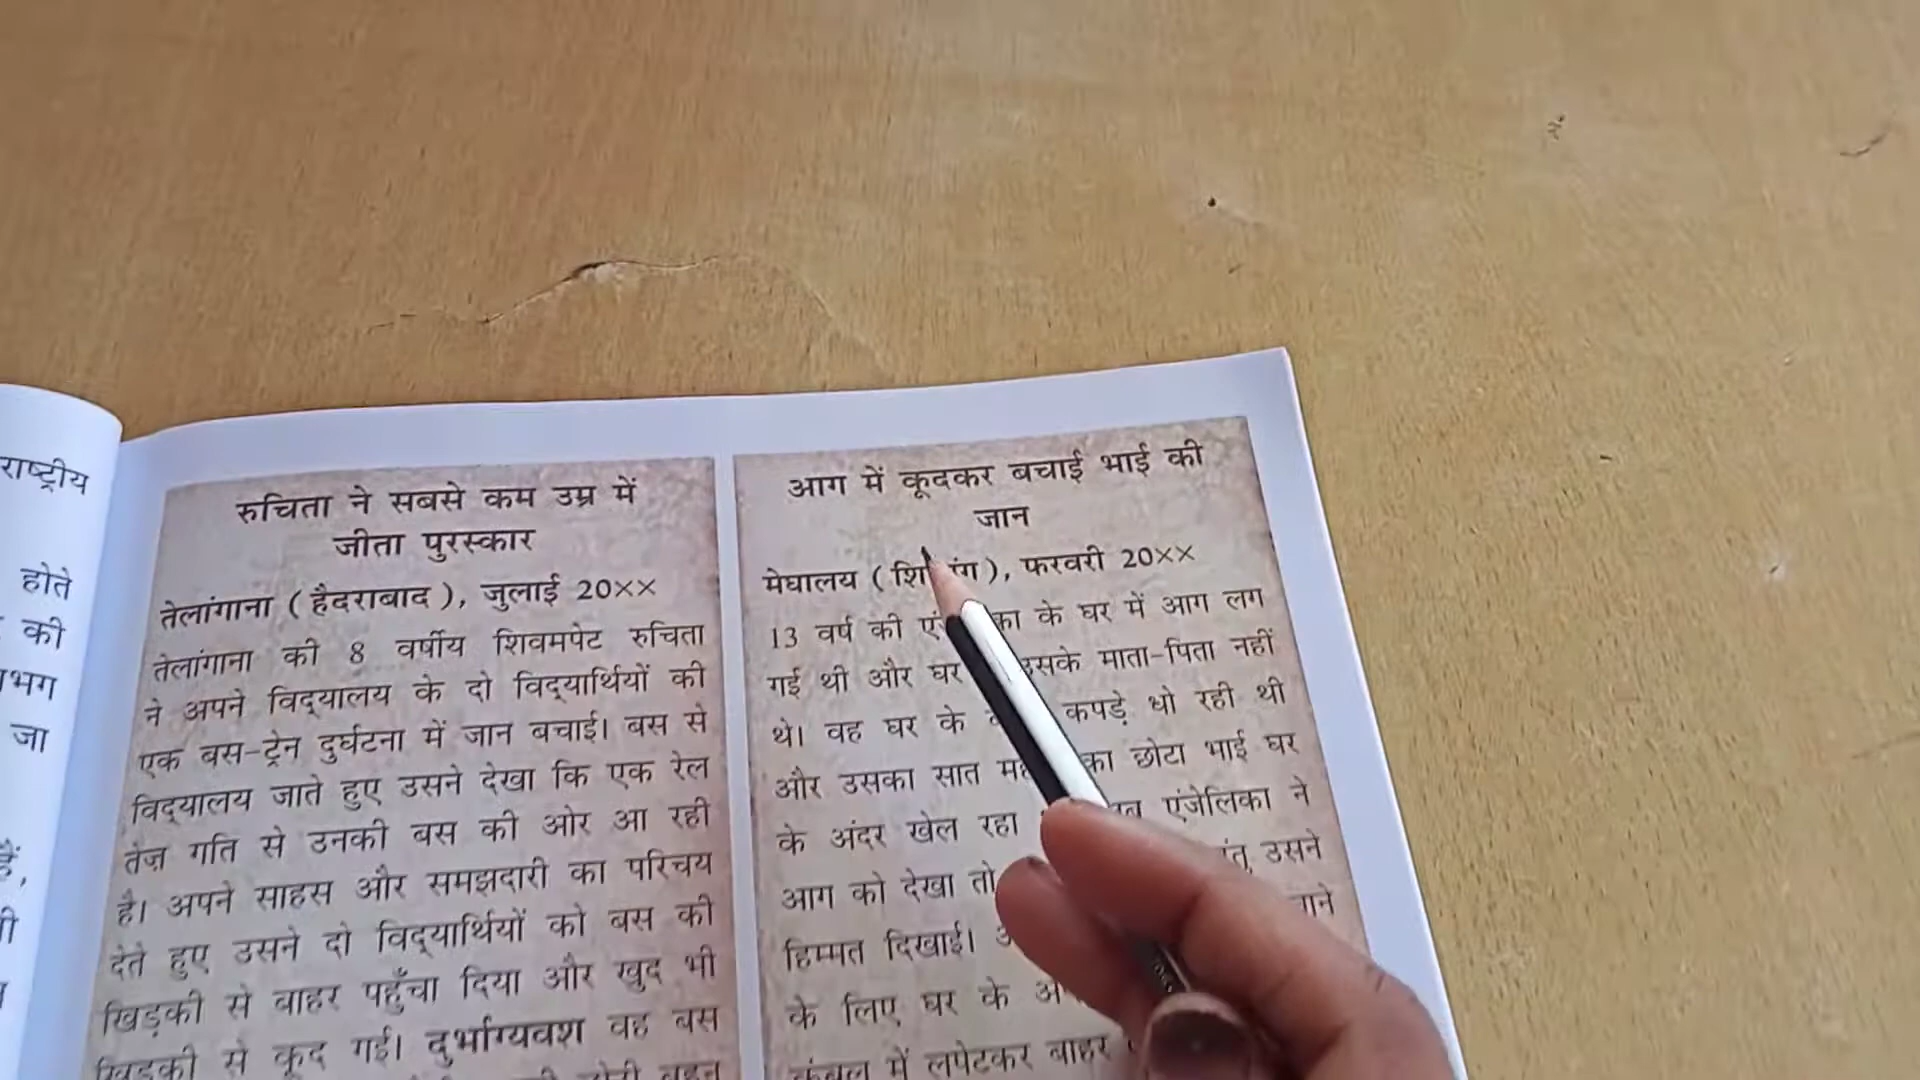 राष्ट्रीय
होते
की
जा
रुचिता ने सबसे कम उम्र में
जीता पुरस्कार
तेलांगाना (हैदराबाद), जुलाई 20××
तेलांगाना की 8 वर्षीय शिवमपेट रुचिता
ने अपने विद्यालय के दो विद्यार्थियों की
एक बस-ट्रेन दुर्घटना में जान बचाई। बस से
विद्यालय जाते हुए उसने देखा कि एक रेल
तेज़ गति से उनकी बस की ओर आ रही
है। अपने साहस और समझदारी का परिचय
देते हुए उसने दो विद्यार्थियों को बस की
खिड़की से बाहर पहुँचा दिया और खुद भी
खिड़की से कूद गई। दुर्भाग्यवश वह बस
आग में कूदकर बचाई भाई की
जान
मेघालय ( ), फरवरी 20××
13 वर्ष की के घर में आग लग
गई थी और घर उसके माता-पिता नहीं
थे। वह घर के कपड़े धो रही थी
और उसका सात का छोटा भाई घर
के अंदर खेल रहा एंजेलिका ने
आग को देखा तो उसने
हिम्मत दिखाई।
के लिए घर के
कंबल में लपेटकर बाहर